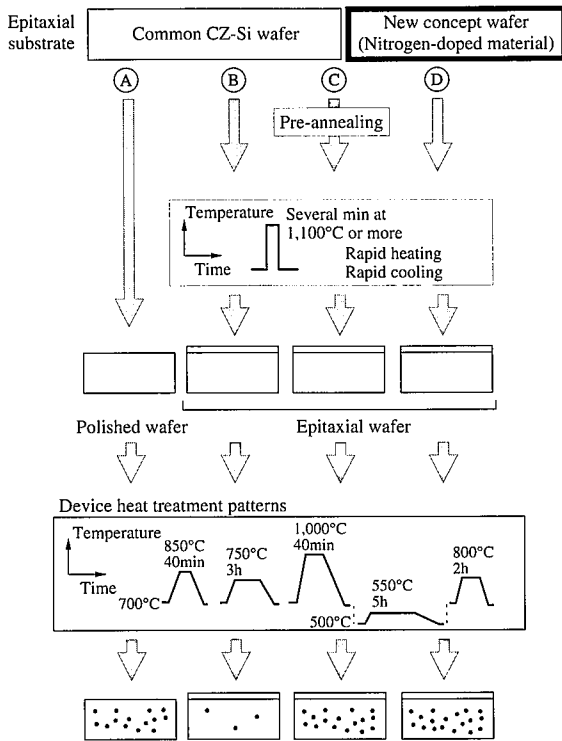 Epitaxial
substrate
Common CZ-Si wafer
New concept wafer
(Nitrogen-doped material)
A
B
C
D
Pre-annealing
Temperature
Time
Several min at
1,100°C or more
Rapid heating
Rapid cooling
Polished wafer
Epitaxial wafer
Device heat treatment patterns
Temperature
Time
700°C
850°C
40min
750°C
3h
1,000°C
40min
500°C
550°C
5h
800°C
2h